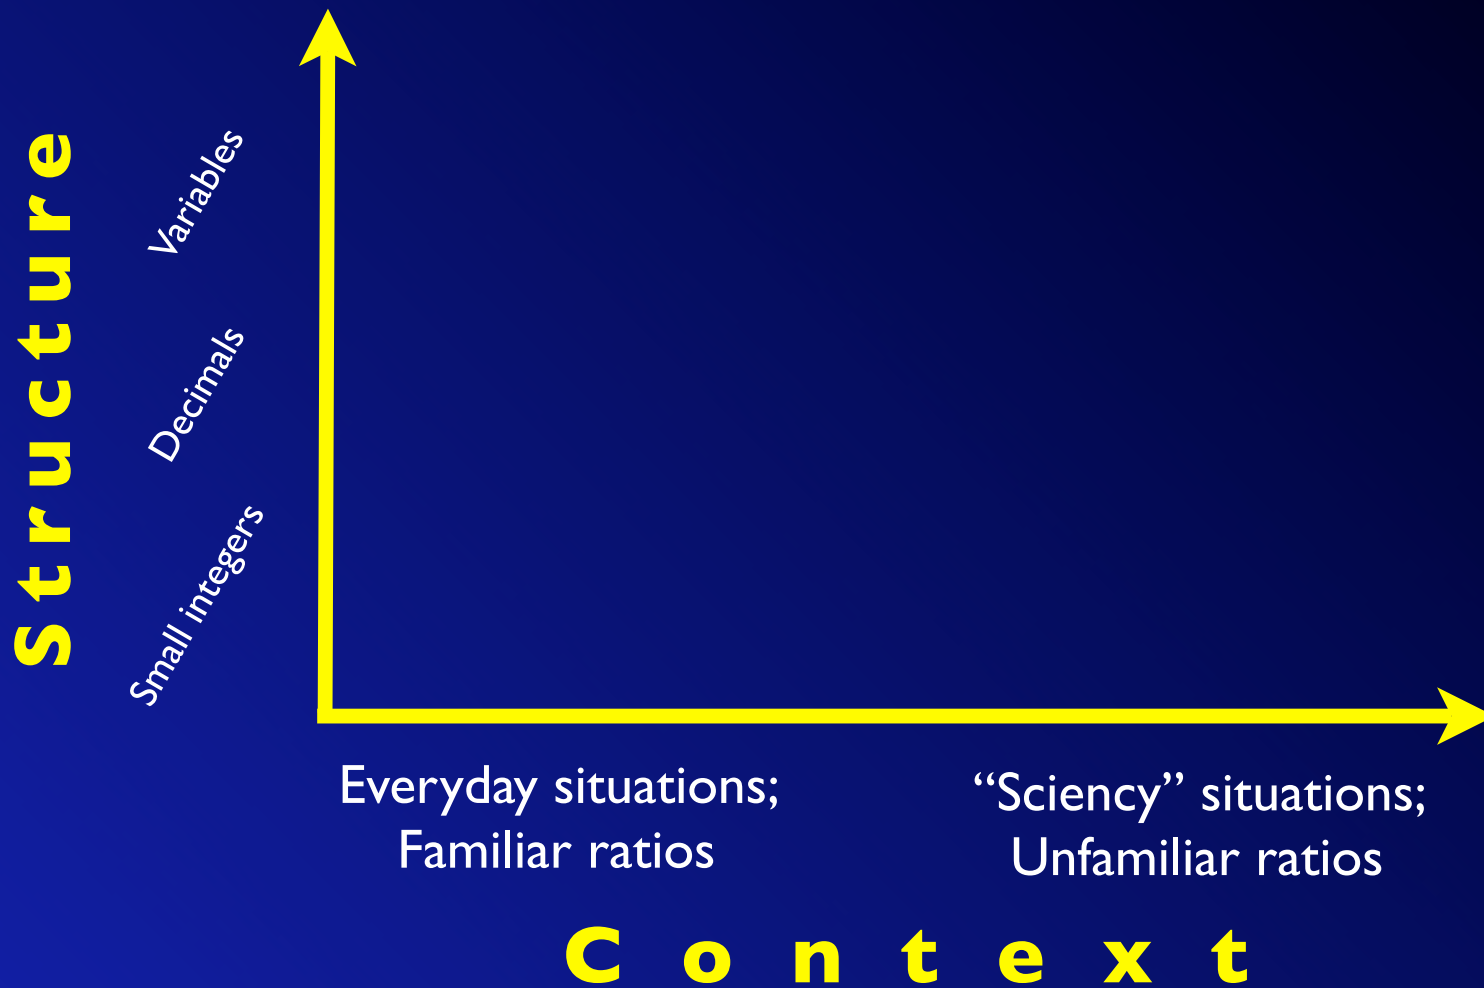 Structure
Variables
Decimals
Small integers
Everyday situations;
Familiar ratios
“Sciency” situations;
Unfamiliar ratios
Context